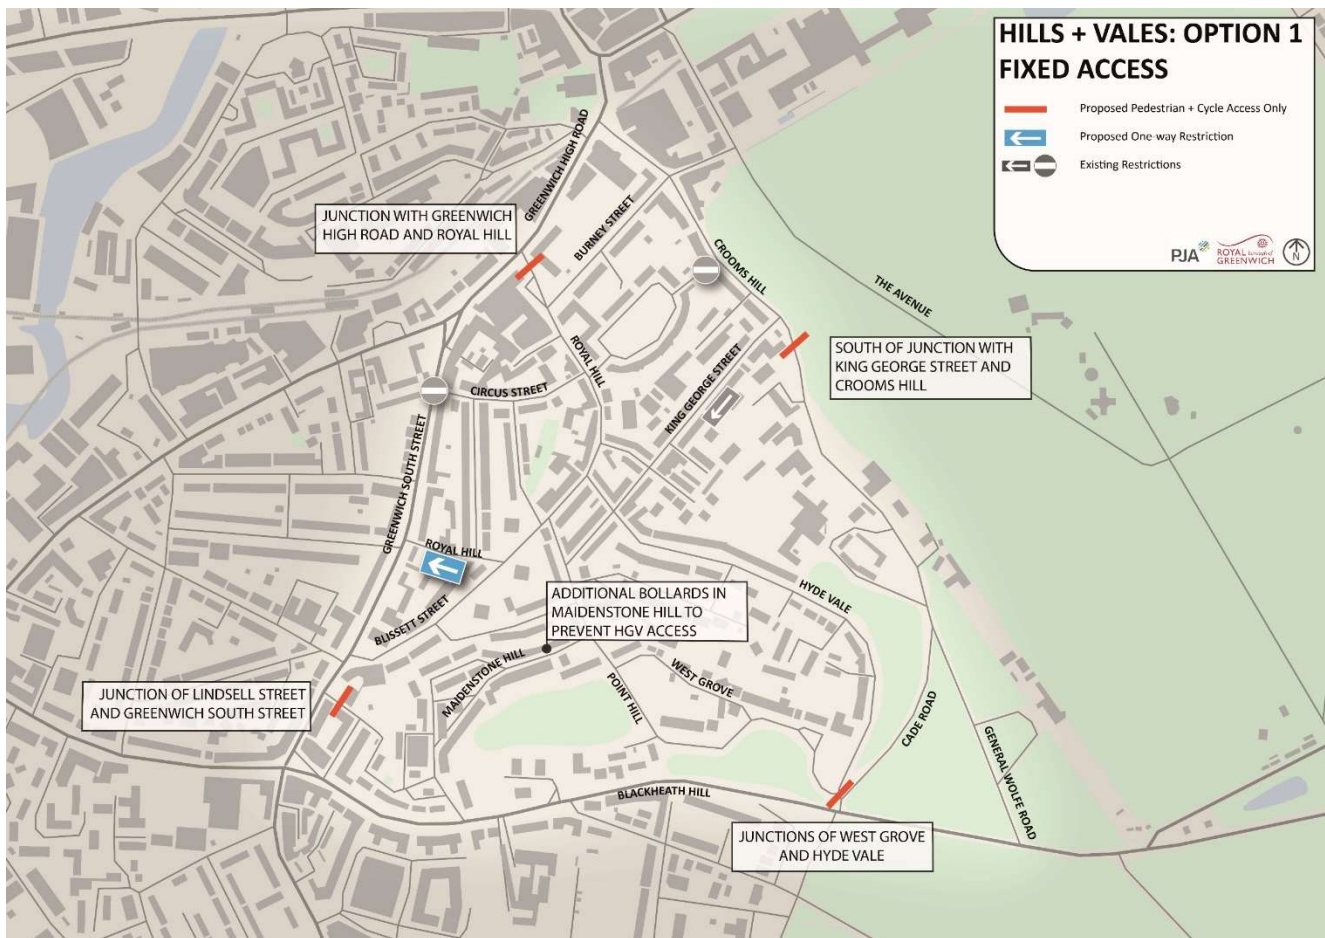 HILLS + VALES: OPTION 1
FIXED ACCESS
Proposed Pedestrian + Cycle Access Only
Proposed One-way Restriction
Existing Restrictions
PJA
ROYAL borough of
GREENWICH
N
JUNCTION WITH GREENWICH
HIGH ROAD AND ROYAL HILL
GREENWICH HIGH ROAD
BURNEY STREET
CROOMS HILL
THE AVENUE
SOUTH OF JUNCTION WITH
KING GEORGE STREET AND
CROOMS HILL
ROYAL HILL
CIRCUS STREET
KING GEORGE STREET
GREENWICH SOUTH STREET
ROYAL HILL
BLISSETT STREET
ADDITIONAL BOLLARDS IN
MAIDENSTONE HILL TO
PREVENT HGV ACCESS
HYDE VALE
MAIDENSTONE HILL
WEST GROVE
POINT HILL
JUNCTION OF LINDSELL STREET
AND GREENWICH SOUTH STREET
CADE ROAD
GENERAL WOLFE ROAD
BLACKHEATH HILL
JUNCTIONS OF WEST GROVE
AND HYDE VALE